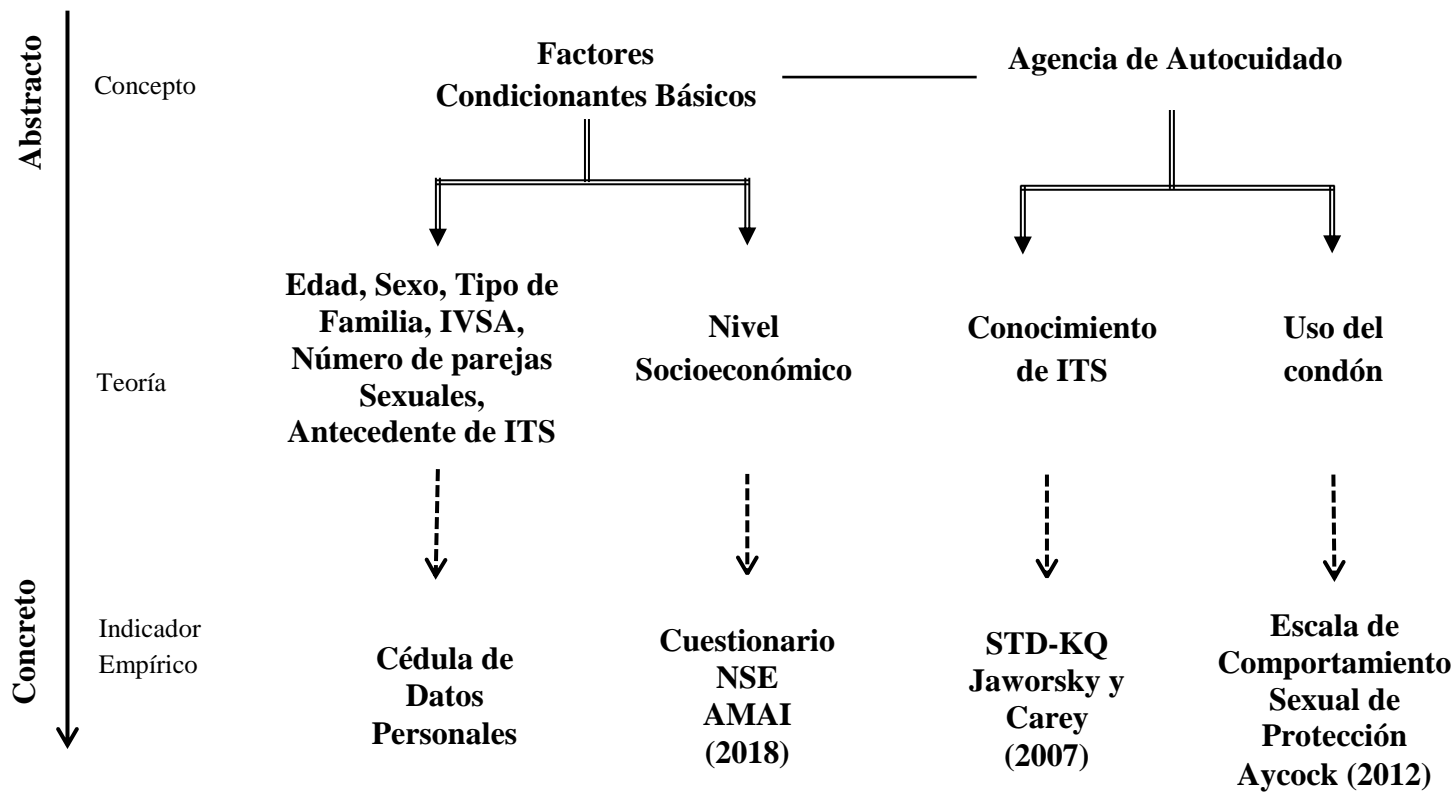 Abstracto
Concepto
Factores
Condicionantes Básicos
Agencia de Autocuidado
Teoría
Edad, Sexo, Tipo de
Familia, IVSA,
Número de parejas
Sexuales,
Antecedente de ITS
Nivel
Socioeconómico
Conocimiento
de ITS
Uso del
condón
Concreto
Indicador
Empírico
Cédula de
Datos
Personales
Cuestionario
NSE
AMAI
(2018)
STD-KQ
Jaworsky y
Carey
(2007)
Escala de
Comportamiento
Sexual de
Protección
Aycock (2012)